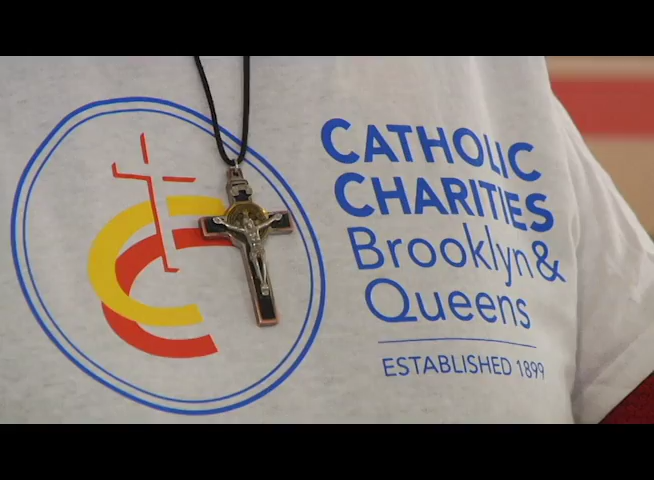 CATHOLIC
CHARITIES
Brooklyn &
Queens
ESTABLISHED 1899